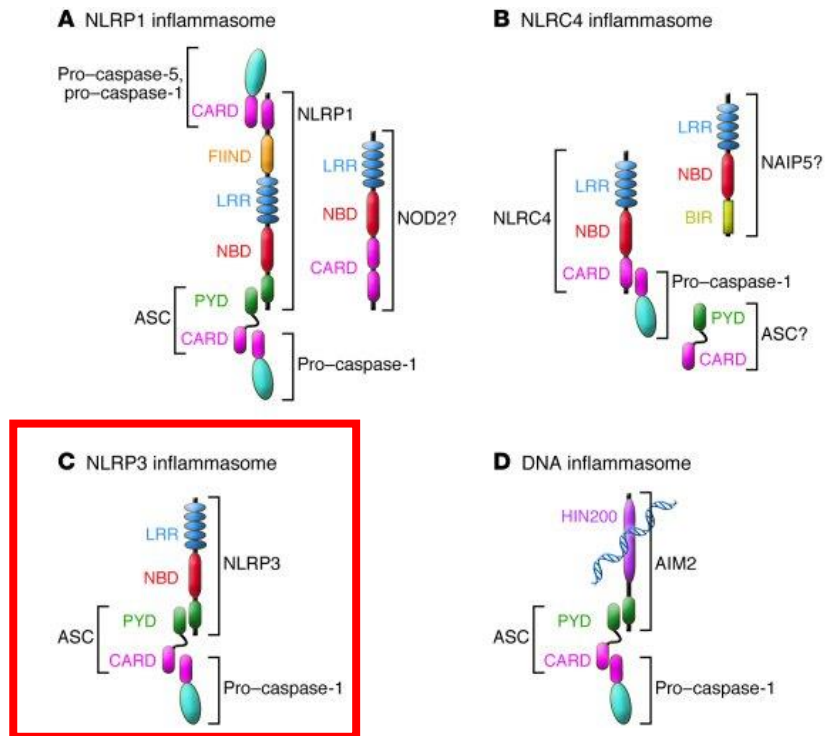 A NLRP1 inflammasome
Pro–caspase-5,
pro–caspase-1
CARD
NLRP1
FIIND
LRR
NBD
PYD
ASC
CARD
Pro–caspase-1
LRR
NBD
CARD
NOD2?
B NLRC4 inflammasome
LRR
NBD
BIR
NAIP5?
NLRC4
LRR
NBD
CARD
Pro–caspase-1
PYD
ASC?
CARD
C NLRP3 inflammasome
LRR
NBD
NLRP3
PYD
ASC
CARD
Pro–caspase-1
D DNA inflammasome
HIN200
AIM2
PYD
ASC
CARD
Pro–caspase-1